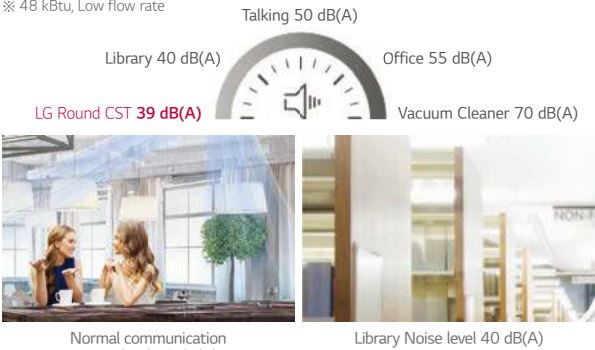 ※ 48 kBtu, Low flow rate
Talking 50 dB(A)
Library 40 dB(A)
Office 55 dB(A)
LG Round CST 39 dB(A)
Vacuum Cleaner 70 dB(A)
NON-F
Normal communication
Library Noise level 40 dB(A)